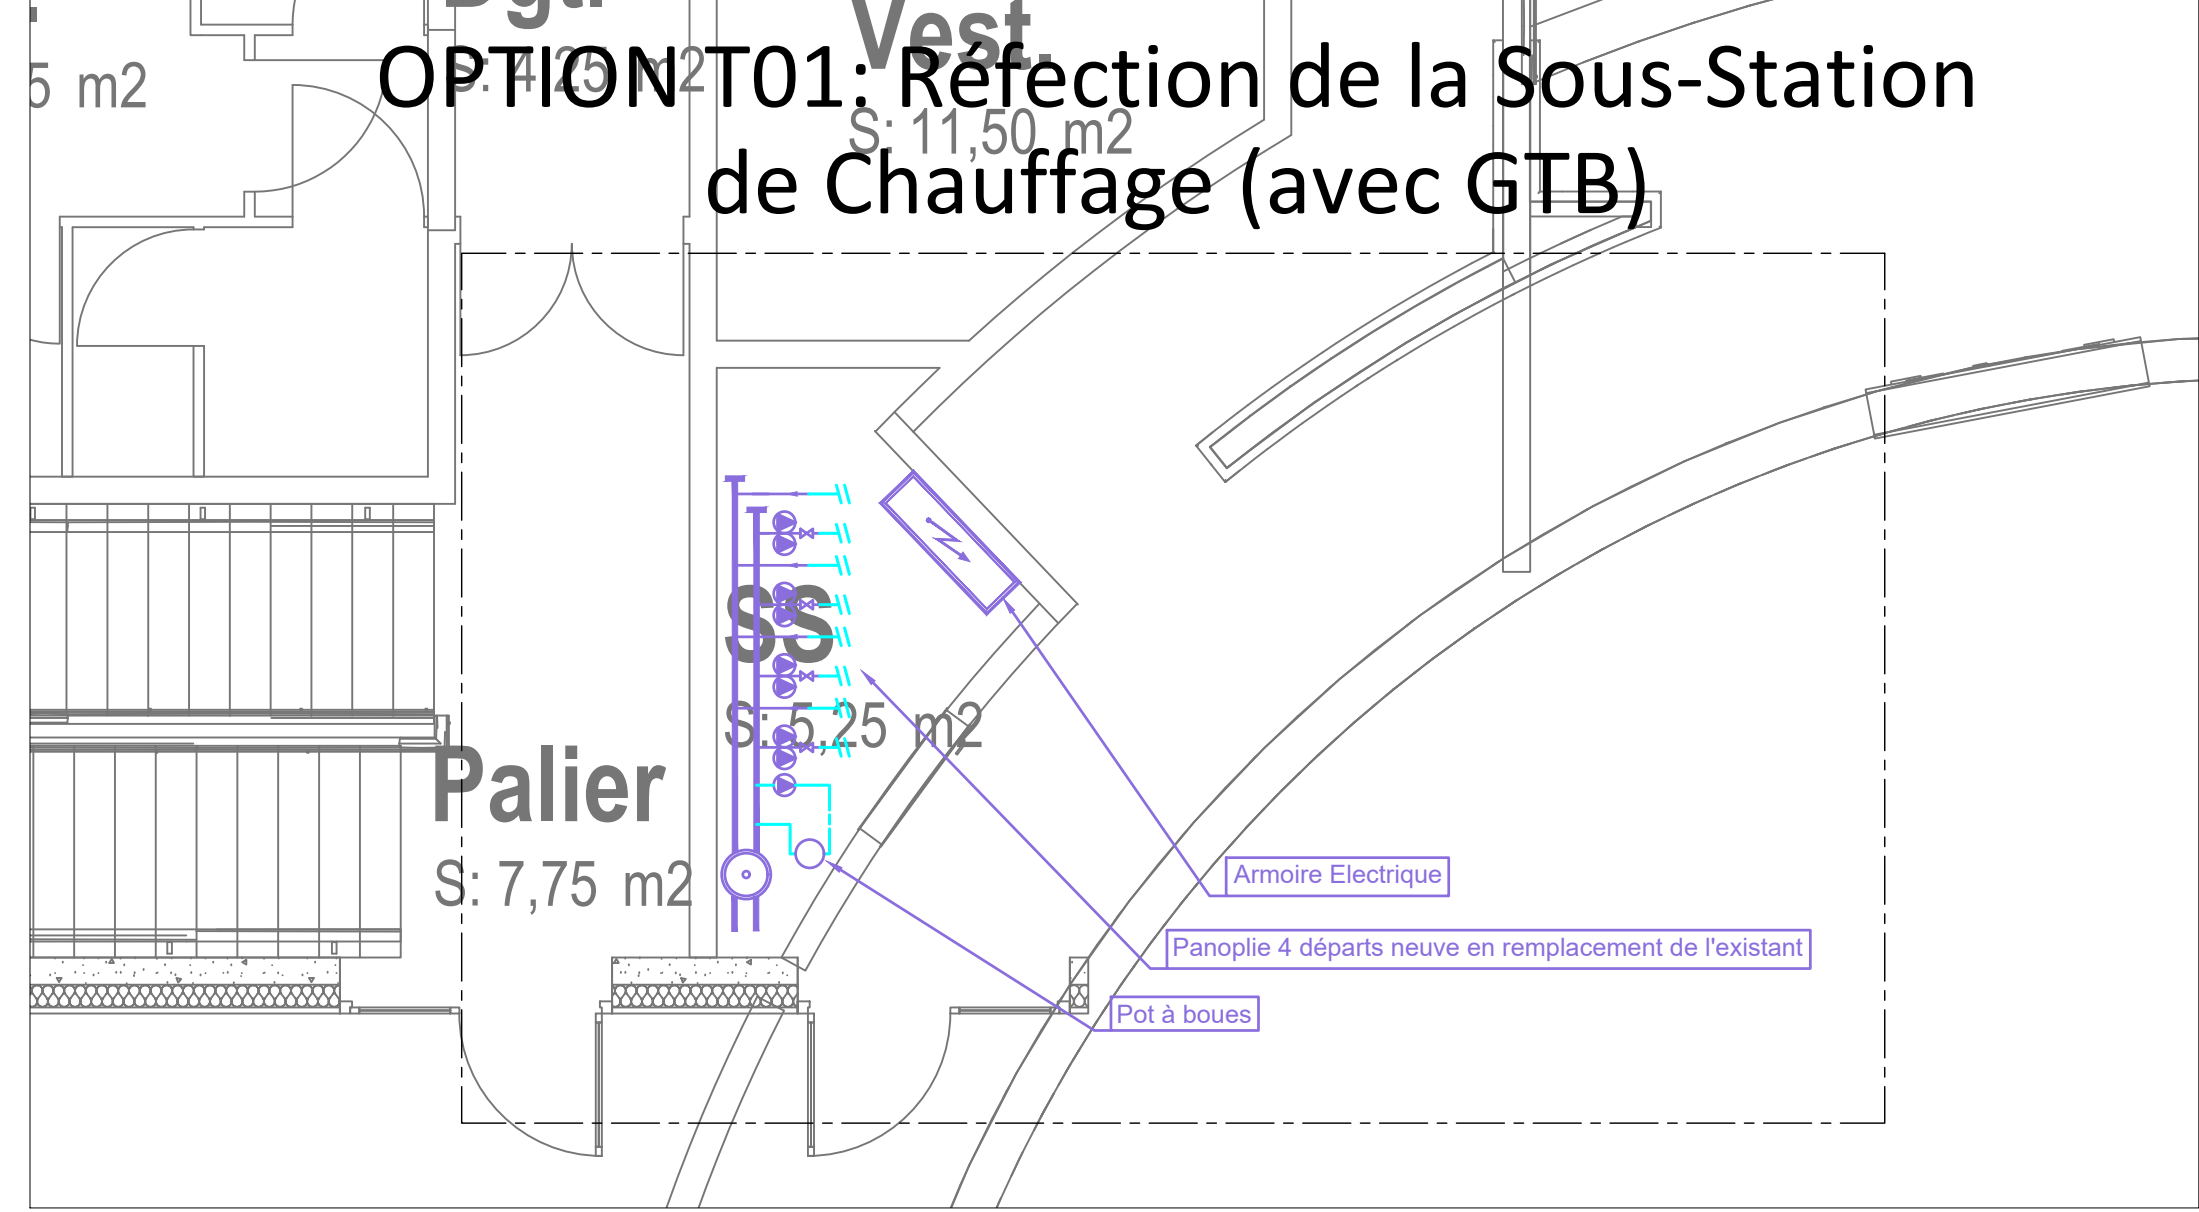 Dgt.
S: 4,25 m2
Vest.
S: 11,50 m2
5 m2
OPTION T01: Réfection de la Sous-Station
de Chauffage (avec GTB)
SS
S: 5,25 m2
Palier
S: 7,75 m2
Armoire Electrique
Panoplie 4 départs neuve en remplacement de l'existant
Pot à boues